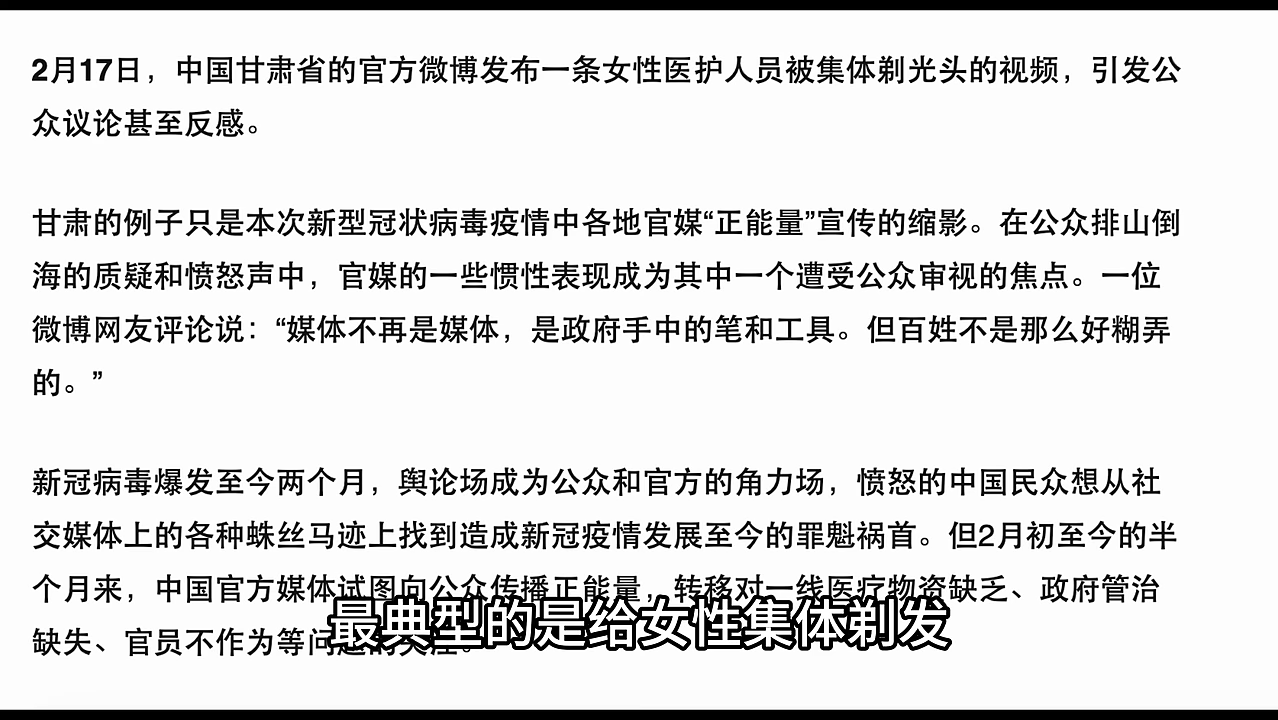 2月17日，中国甘肃省的官方微博发布一条女性医护人员被集体剃光头的视频，引发公
众议论甚至反感。
甘肃的例子只是本次新型冠状病毒疫情中各地官媒“正能量”宣传的缩影。在公众排山倒
海的质疑和愤怒声中，官媒的一些惯性表现成为其中一个遭受公众审视的焦点。一位
微博网友评论说：“媒体不再是媒体，是政府手中的笔和工具。但百姓不是那么好糊弄
的。”
新冠病毒爆发至今两个月，舆论场成为公众和官方的角力场，愤怒的中国民众想从社
交媒体上的各种蛛丝马迹上找到造成新冠疫情发展至今的罪魁祸首。但2月初至今的半
个月来，中国官方媒体试图向公众传播正能量，转移对一线医疗物资缺乏、政府管治
缺失、官员不作为等问题的关注。
最典型的是给女性集体剃发